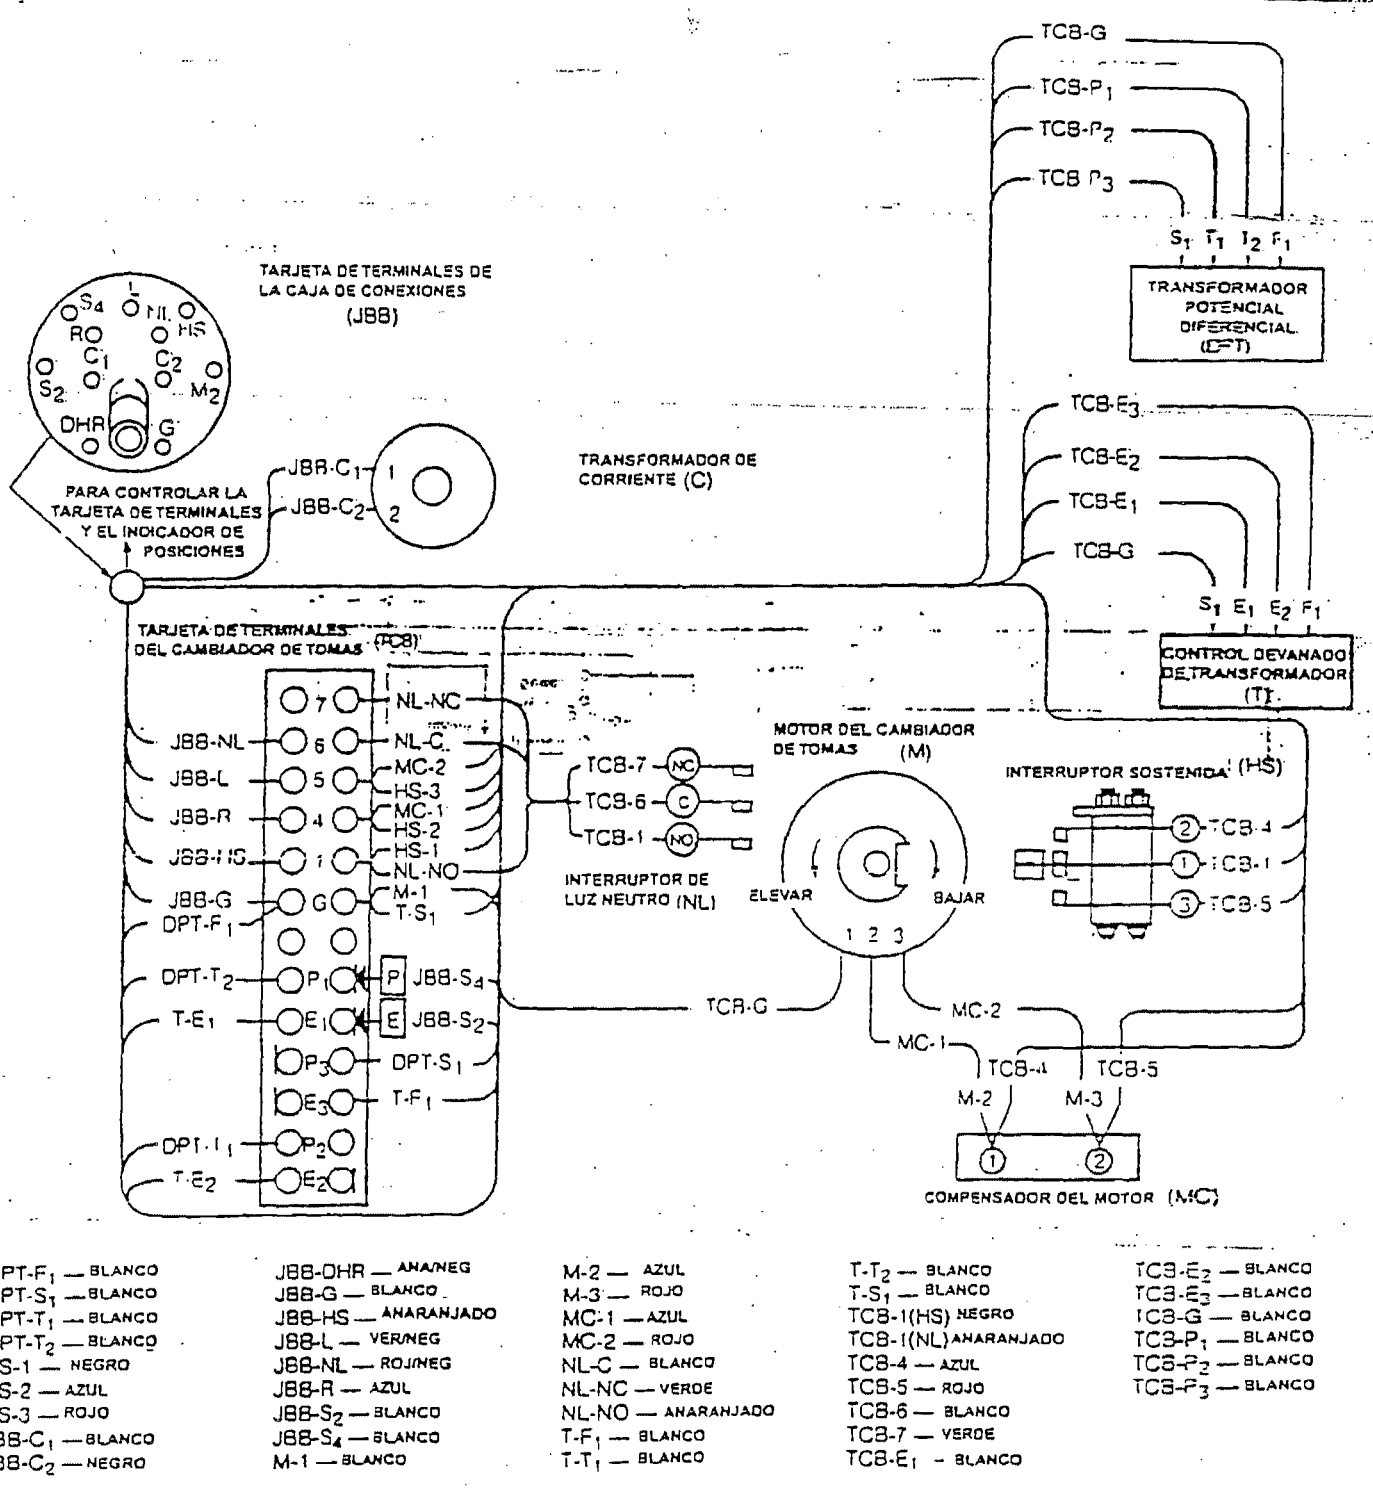 TCB-G
TCB-P1
TCB-P2
TCB P3
S1 T1 T2 F1
TRANSFORMADOR
POTENCIAL
DIFERENCIAL
TARJETA DE TERMINALES DE
LA CAJA DE CONEXIONES
(JBB)
L
S4 NL HS
R
C1 C2
S2 M2
DHR G
JBB-C1 1
JBB-C2 2
TRANSFORMADOR DE
CORRIENTE (C)
PARA CONTROLAR LA
TARJETA DE TERMINALES
Y EL INDICADOR DE
POSICIONES
TCB-E3
TCB-E2
TCB-E1
TCB-G
S1 E1 E2 F1
CONTROL DEVANADO
DE TRANSFORMADOR
(T)
TARJETA DE TERMINALES
DEL CAMBIADOR DE TOMAS (TCB)
7 NL-NC
JBB-NL 6 NL-C
JBB-L 5 MC-2
HS-3
JBB-R 4 MC-1
HS-2
JBB-HS 1 HS-1
NL-NO
JBB-G G M-1
DPT-F1 T-S1
DPT-T2 P1 P JBB-S4
T-E1 E1 E JBB-S2
P3 DPT-S1
E3 T-F1
DPT-T1 P2
T-E2 E2
TCB-7 NC
TCB-6 C
TCB-1 NO
INTERRUPTOR DE
LUZ NEUTRO (NL)
MOTOR DEL CAMBIADOR
DE TOMAS (M)
ELEVAR BAJAR
1 2 3
INTERRUPTOR SOSTENIDA (HS)
2 TCB-4
1 TCB-1
3 TCB-5
TCB-G
MC-2
MC-1
TCB-4 TCB-5
M-2 M-3
1 2
COMPENSADOR DEL MOTOR (MC)
PT-F1 — BLANCO
PT-S1 — BLANCO
PT-T1 — BLANCO
PT-T2 — BLANCO
S-1 — NEGRO
S-2 — AZUL
S-3 — ROJO
BB-C1 — BLANCO
BB-C2 — NEGRO
JBB-DHR — ANA/NEG
JBB-G — BLANCO
JBB-HS — ANARANJADO
JBB-L — VER/NEG
JBB-NL — ROJ/NEG
JBB-R — AZUL
JBB-S2 — BLANCO
JBB-S4 — BLANCO
M-1 — BLANCO
M-2 — AZUL
M-3 — ROJO
MC-1 — AZUL
MC-2 — ROJO
NL-C — BLANCO
NL-NC — VERDE
NL-NO — ANARANJADO
T-F1 — BLANCO
T-T1 — BLANCO
T-T2 — BLANCO
T-S1 — BLANCO
TCB-1(HS) NEGRO
TCB-1(NL) ANARANJADO
TCB-4 — AZUL
TCB-5 — ROJO
TCB-6 — BLANCO
TCB-7 — VERDE
TCB-E1 - BLANCO
TCB-E2 — BLANCO
TCB-E3 — BLANCO
TCB-G — BLANCO
TCB-P1 — BLANCO
TCB-P2 — BLANCO
TCB-P3 — BLANCO